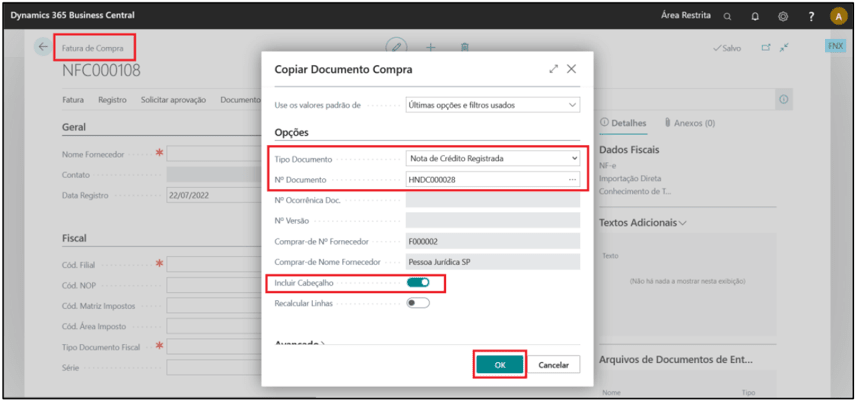 Dynamics 365 Business Central
Área Restrita
?
A
Fatura de Compra
Salvo
FNX
NFC000108
Fatura
Registro
Solicitar aprovação
Documento
Geral
Nome Fornecedor *
Contato
Data Registro
22/07/2022
Fiscal
Cód. Filial *
Cód. NOP
Cód. Matriz Impostos
Cód. Área Imposto
Tipo Documento Fiscal *
Série
Copiar Documento Compra
Use os valores padrão de
Últimas opções e filtros usados
Opções
Tipo Documento
Nota de Crédito Registrada
Nº Documento
HNDC000028
...
Nº Ocorrênica Doc.
Nº Versão
Comprar-de Nº Fornecedor
F000002
Comprar-de Nome Fornecedor
Pessoa Jurídica SP
Incluir Cabeçalho
Recalcular Linhas
Avançado
OK
Cancelar
Detalhes
Anexos (0)
Dados Fiscais
NF-e
Importação Direta
Conhecimento de T...
Textos Adicionais
Texto
(Não há nada a mostrar nesta exibição)
Arquivos de Documentos de Ent...
Nome
Tipo